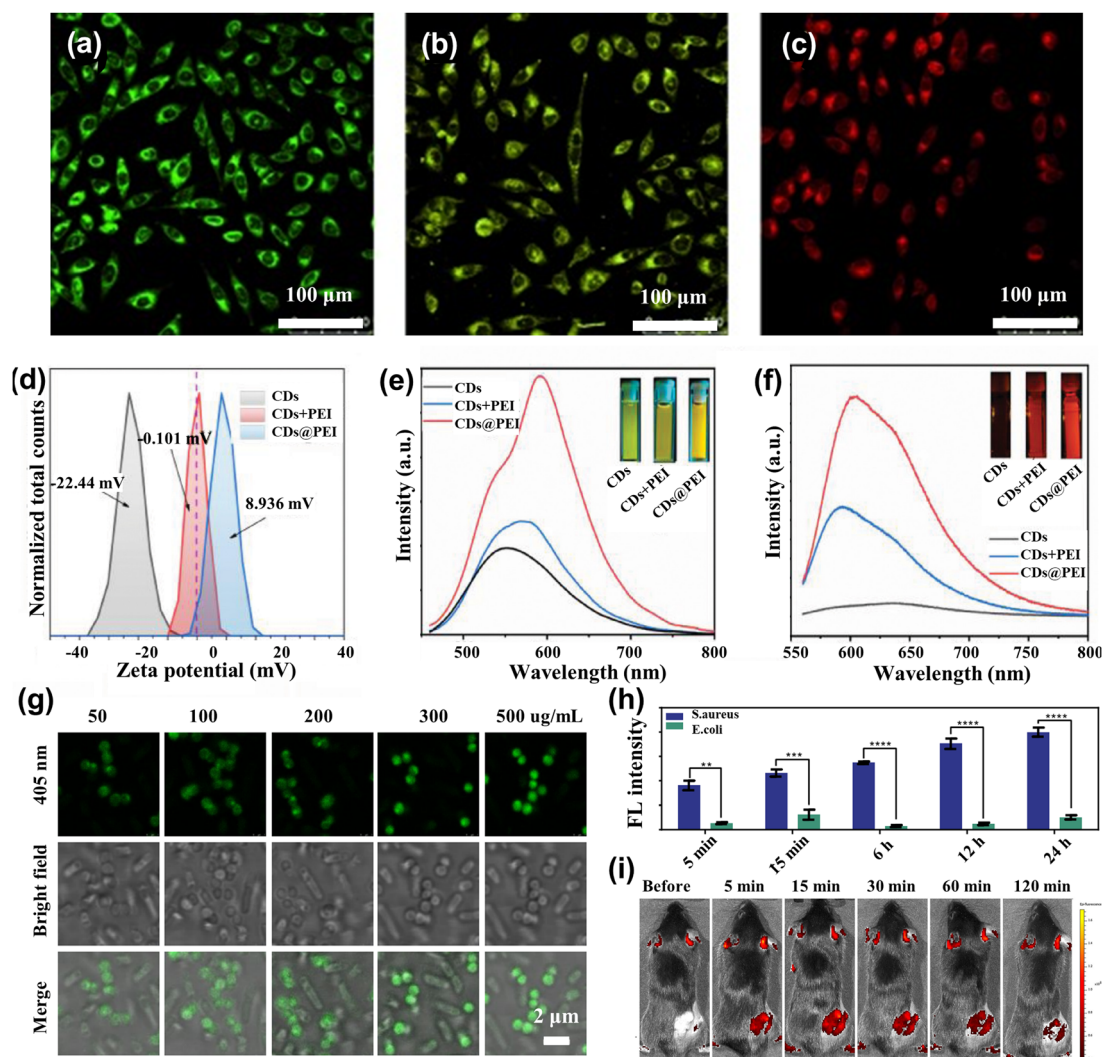 (a)
(b)
(c)
100 μm
100 μm
100 μm
(d)
CDs
CDs+PEI
CDs@PEI
-0.101 mV
-22.44 mV
8.936 mV
Normalized total counts
-40
-20
0
20
40
Zeta potential (mV)
(e)
CDs
CDs+PEI
CDs@PEI
CDs
CDs+PEI
CDs@PEI
Intensity (a.u.)
500
600
700
800
Wavelength (nm)
(f)
CDs
CDs+PEI
CDs@PEI
CDs
CDs+PEI
CDs@PEI
Intensity (a.u.)
550
600
650
700
750
800
Wavelength (nm)
(g)
50
100
200
300
500 ug/mL
405 nm
Bright field
Merge
2 μm
(h)
S.aureus
E.coli
FL intensity
**
***
****
****
****
5 min
15 min
6 h
12 h
24 h
(i)
Before
5 min
15 min
30 min
60 min
120 min